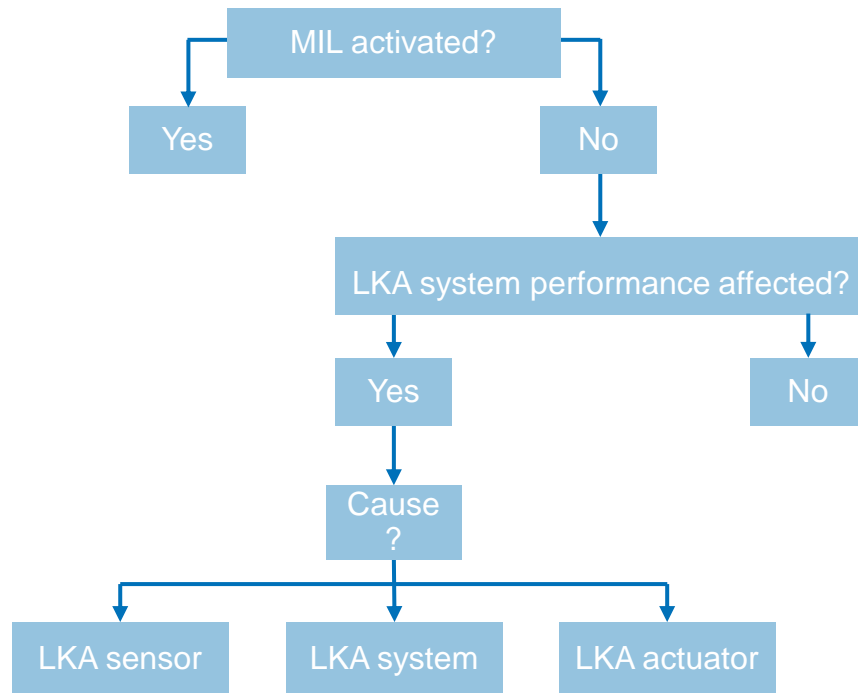 MIL activated?
Yes
No
LKA system performance affected?
Yes
No
Cause
?
LKA sensor
LKA system
LKA actuator